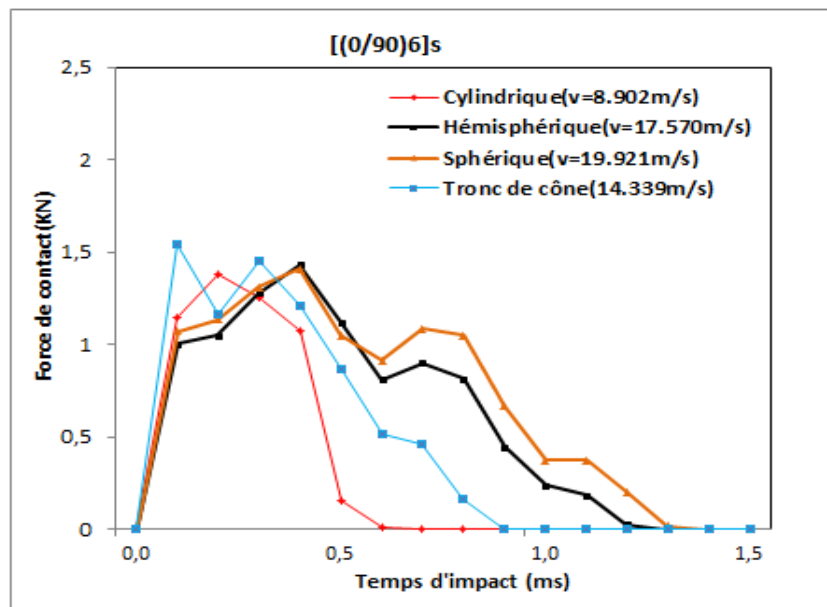 [(0/90)6]s
2,5
2
1,5
1
0,5
0
Force de contact(KN)
Cylindrique(v=8.902m/s)
Hémisphérique(v=17.570m/s)
Sphérique(v=19.921m/s)
Tronc de cône(14.339m/s)
0,0 0,5 1,0 1,5
Temps d'impact (ms)